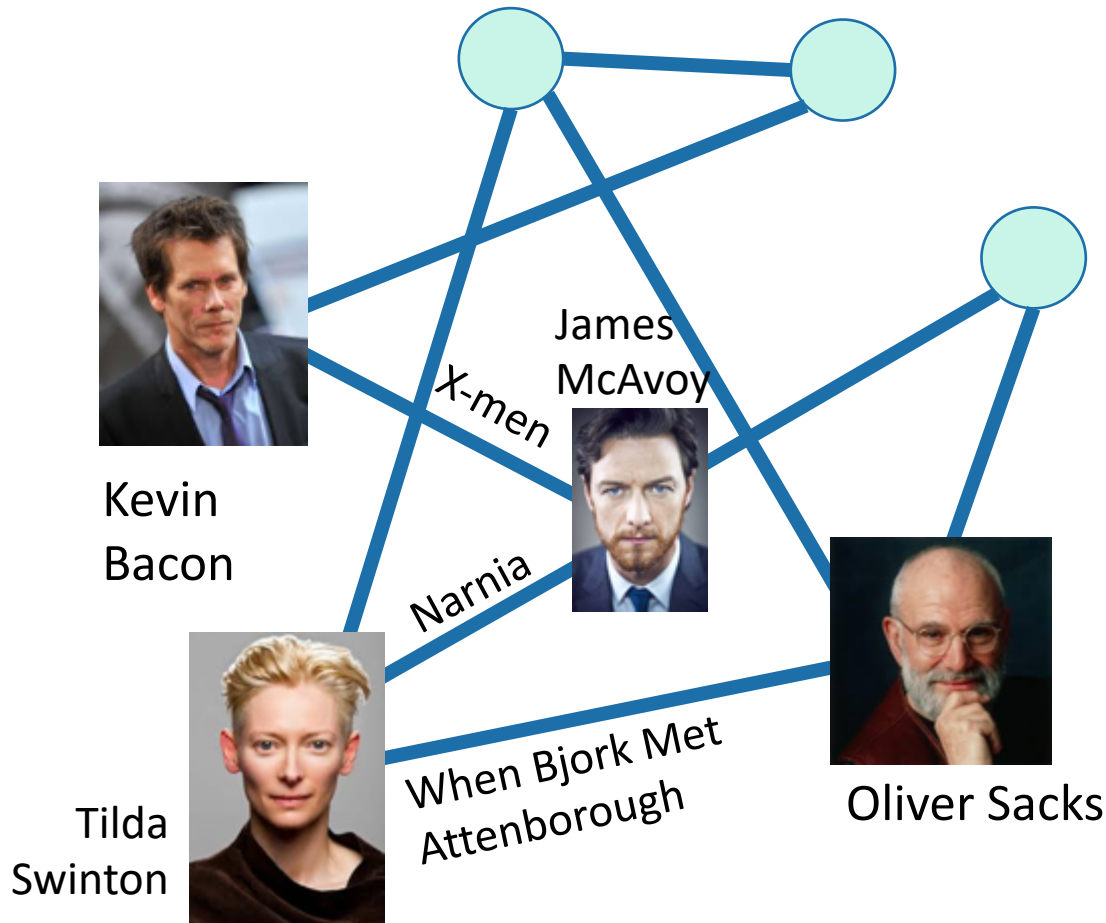 James
McAvoy
X-men
Kevin
Bacon
Narnia
When Bjork Met
Attenborough
Oliver Sacks
Tilda
Swinton